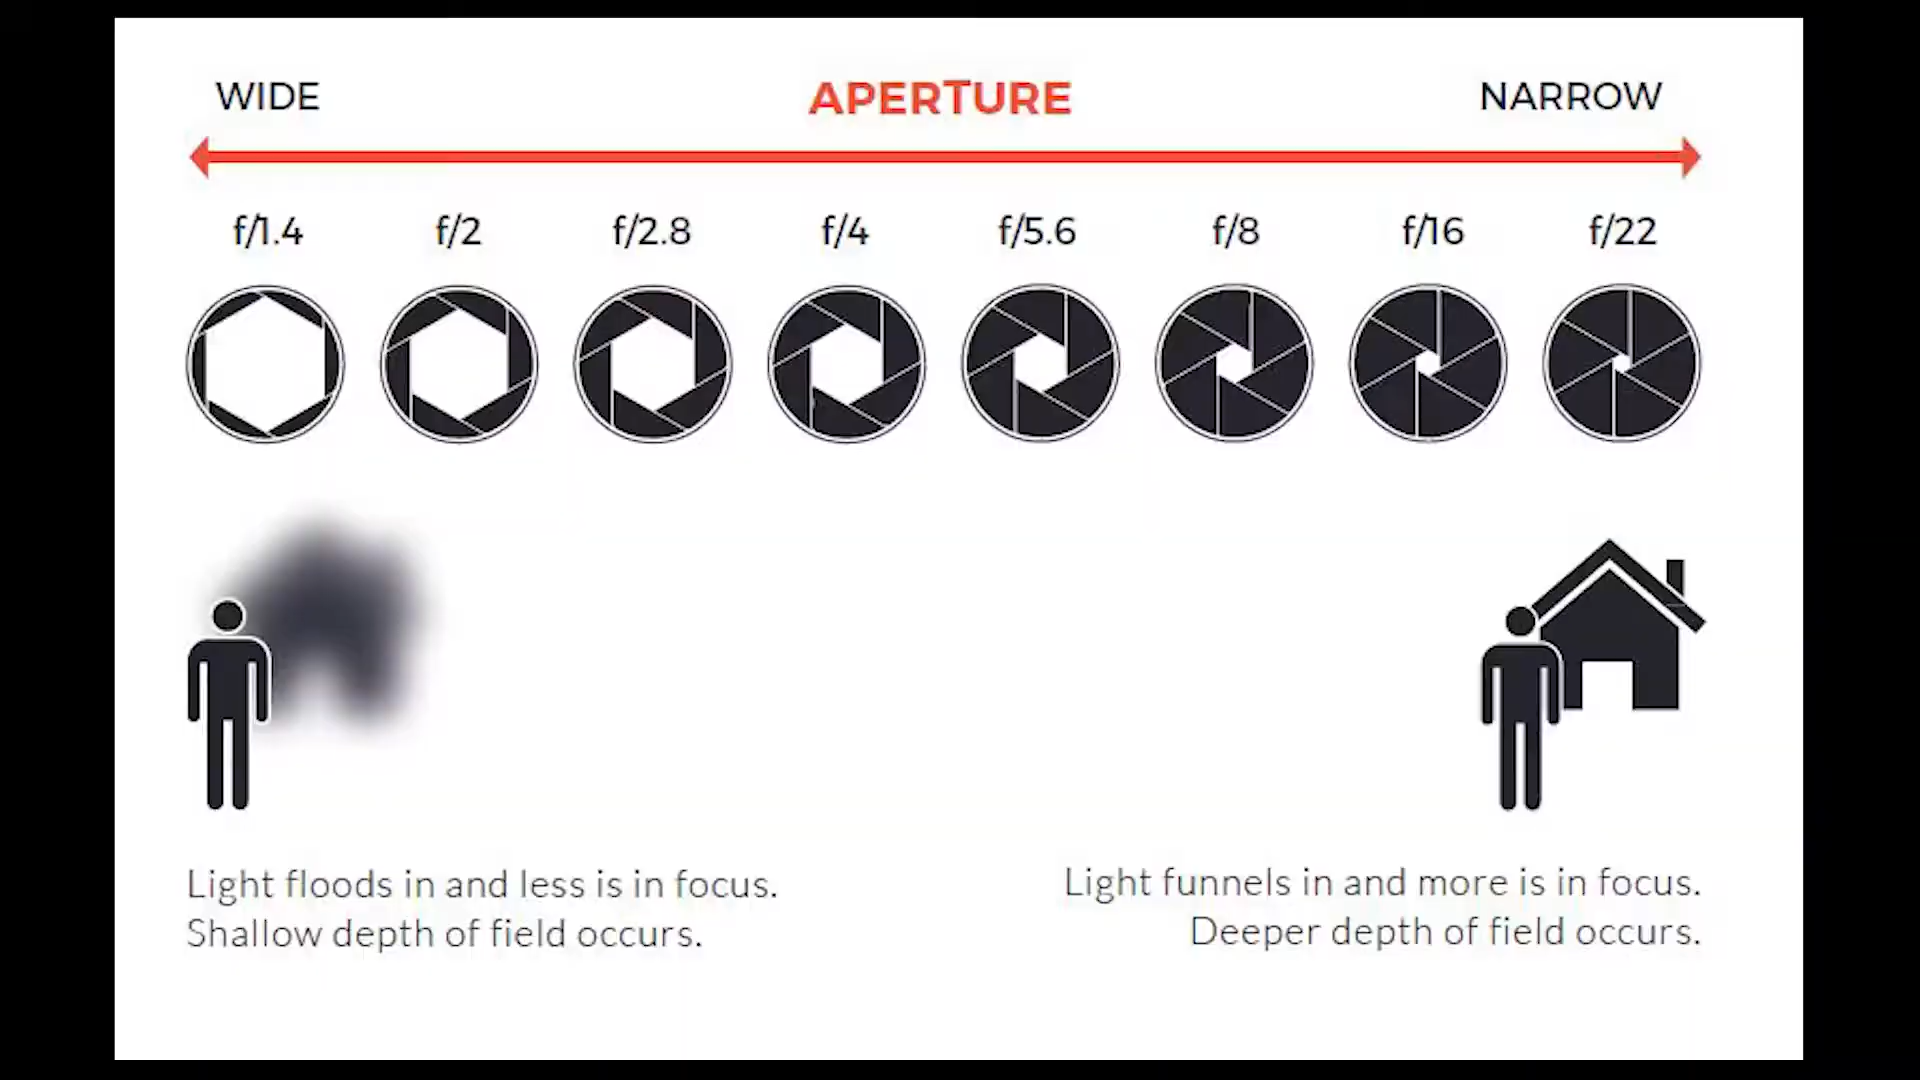 WIDE APERTURE NARROW
f/1.4 f/2 f/2.8 f/4 f/5.6 f/8 f/16 f/22
Light floods in and less is in focus.
Shallow depth of field occurs.
Light funnels in and more is in focus.
Deeper depth of field occurs.